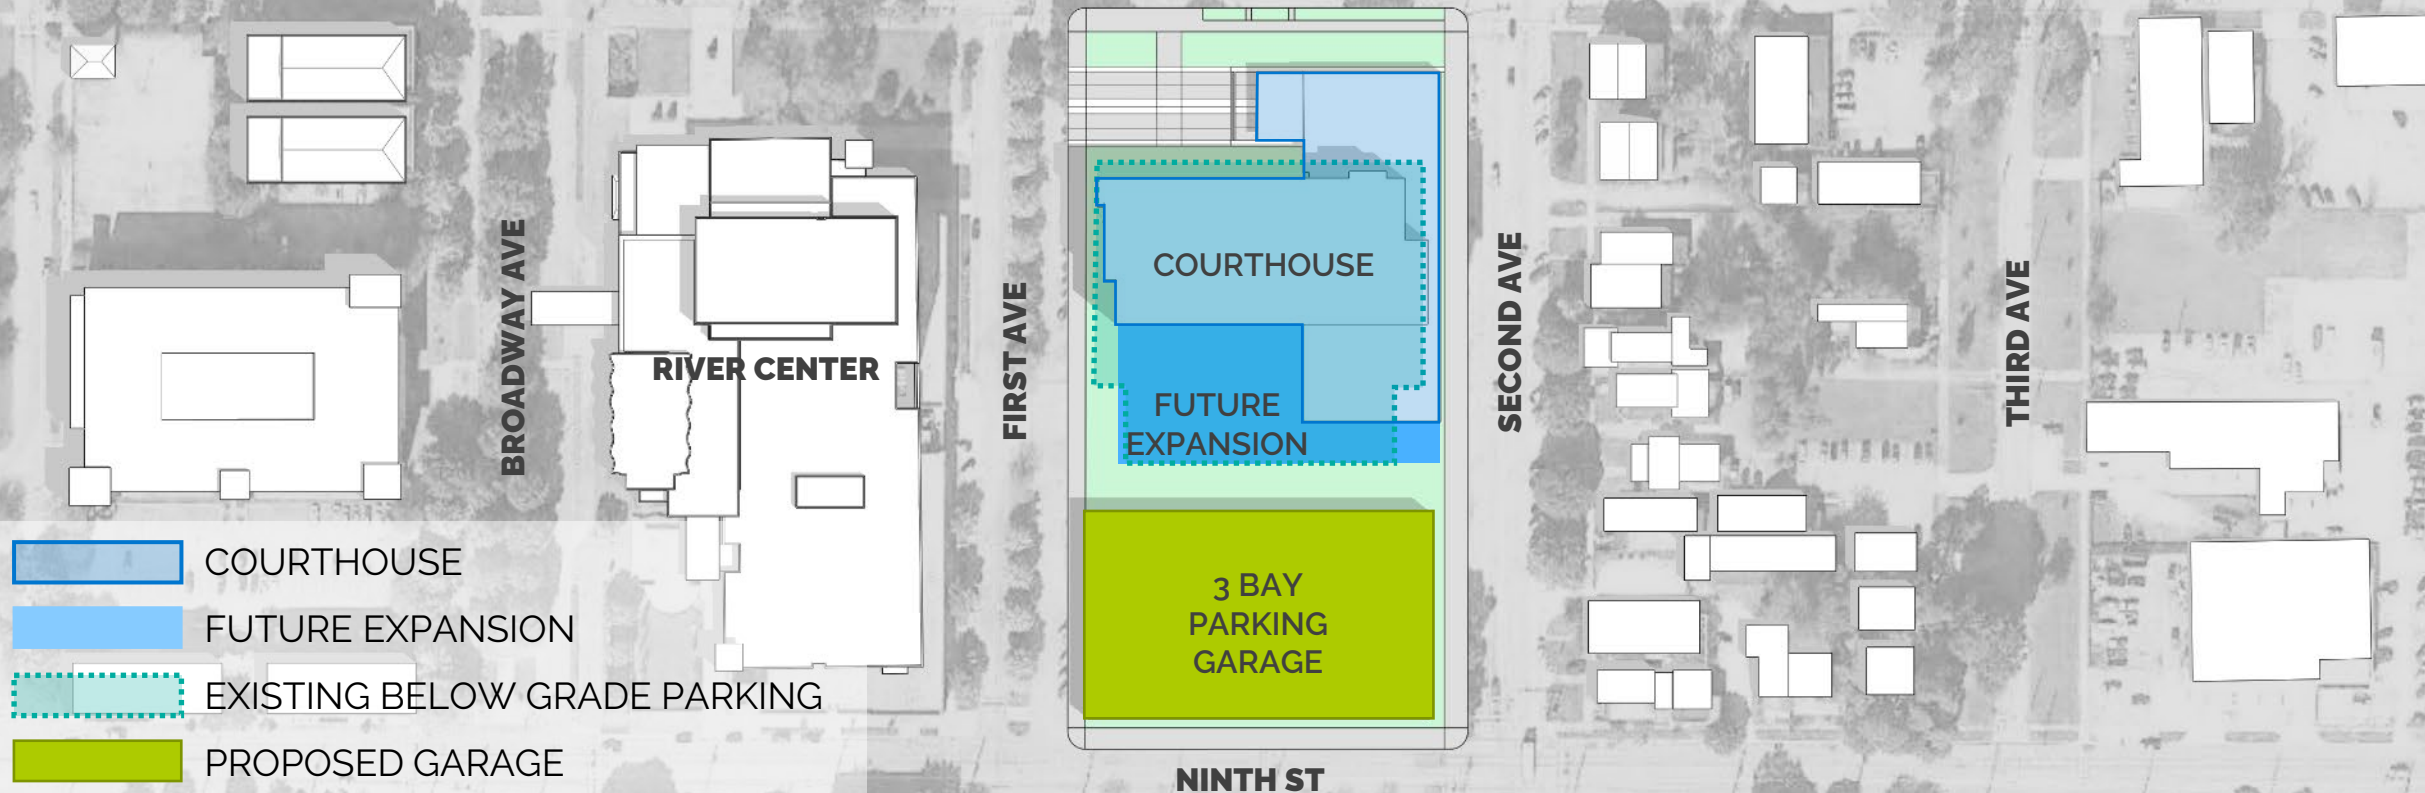 BROADWAY AVE
RIVER CENTER
FIRST AVE
COURTHOUSE
FUTURE
EXPANSION
3 BAY
PARKING
GARAGE
SECOND AVE
THIRD AVE
NINTH ST
COURTHOUSE
FUTURE EXPANSION
EXISTING BELOW GRADE PARKING
PROPOSED GARAGE